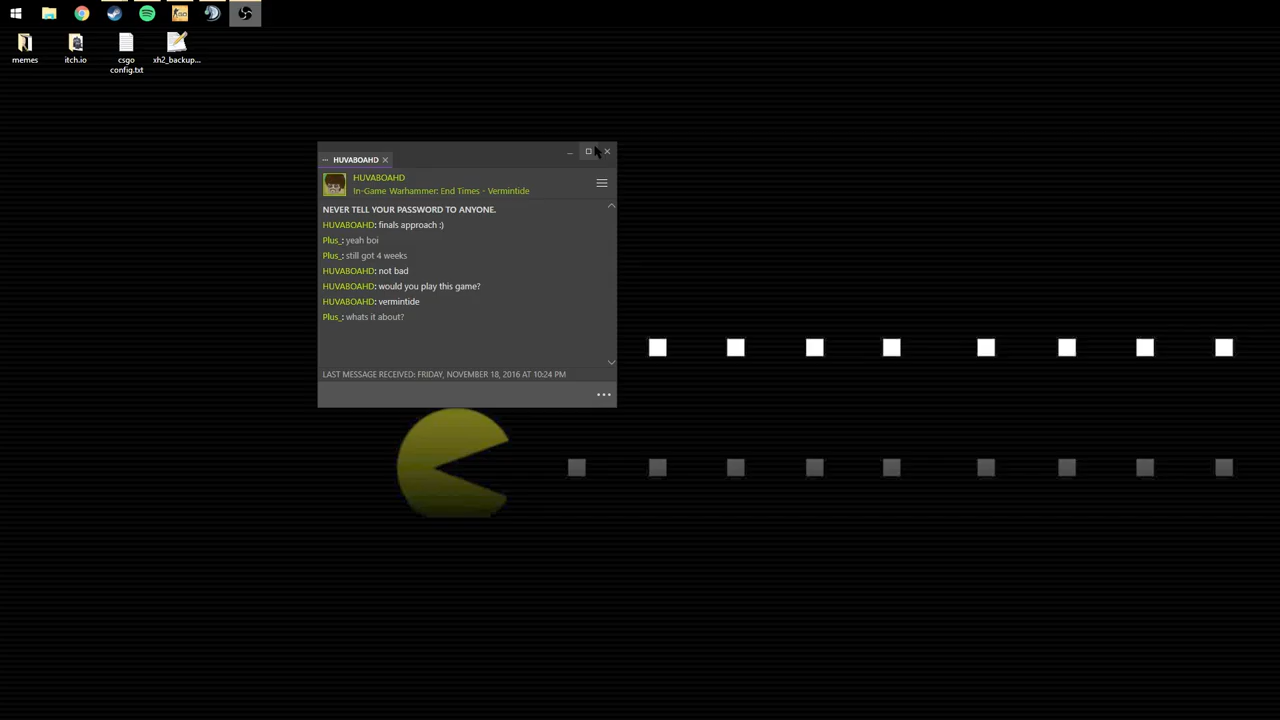 memes
itch.io
csgo
config.txt
xh2_backup...
HUVABOAHD
HUVABOAHD
In-Game Warhammer: End Times - Vermintide
NEVER TELL YOUR PASSWORD TO ANYONE.
HUVABOAHD: finals approach :)
Plus_: yeah boi
Plus_: still got 4 weeks
HUVABOAHD: not bad
HUVABOAHD: would you play this game?
HUVABOAHD: vermintide
Plus_: whats it about?
LAST MESSAGE RECEIVED: FRIDAY, NOVEMBER 18, 2016 AT 10:24 PM